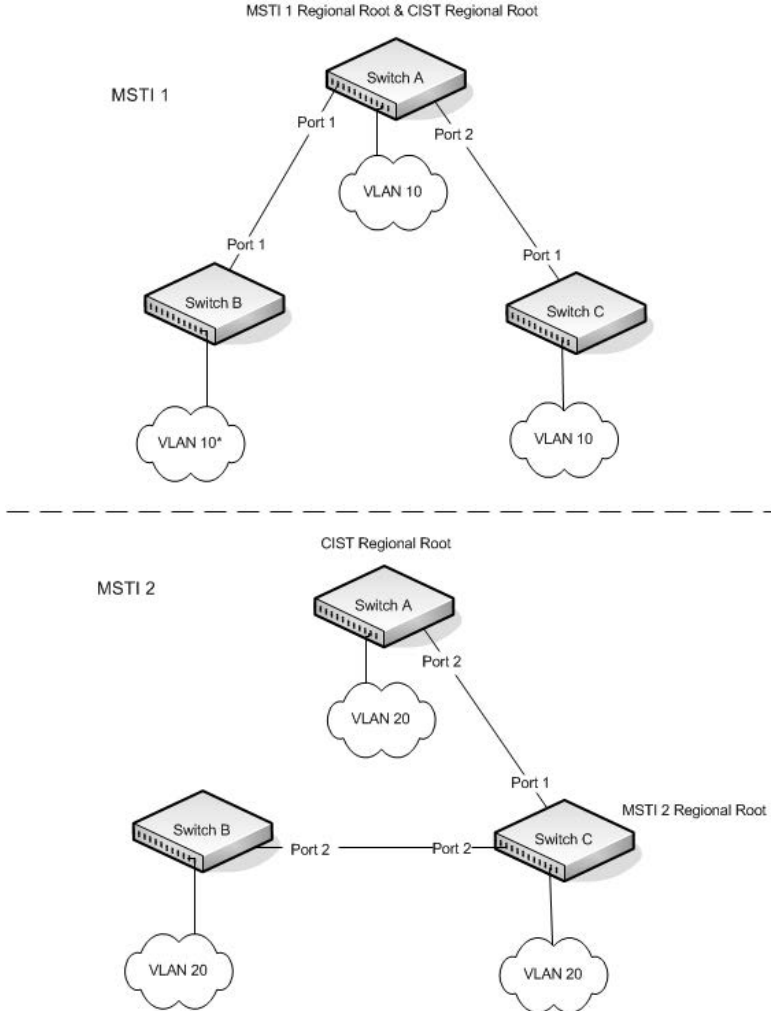 MSTI 1 Regional Root & CIST Regional Root
Switch A
MSTI 1
Port 1
Port 2
VLAN 10
Port 1
Port 1
Switch B
Switch C
VLAN 10*
VLAN 10
CIST Regional Root
MSTI 2
Switch A
Port 2
VLAN 20
Port 1
MSTI 2 Regional Root
Switch B
Switch C
Port 2
Port 2
VLAN 20
VLAN 20